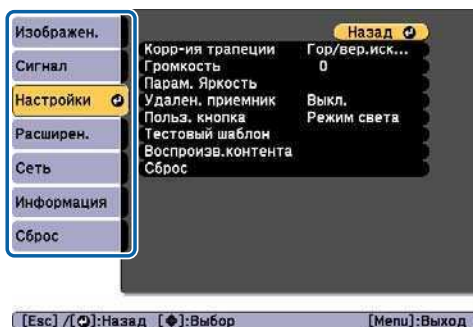 Изображен.
Сигнал
Настройки
Расширен.
Сеть
Информация
Сброс
Назад
Корр-ия трапеции Гор/вер.иск...
Громкость 0
Парам. Яркость
Удален. приемник Выкл.
Польз. кнопка Режим света
Тестовый шаблон
Воспроизв.контента
Сброс
[Esc] /[⏎]:Назад [◆]:Выбор [Menu]:Выход